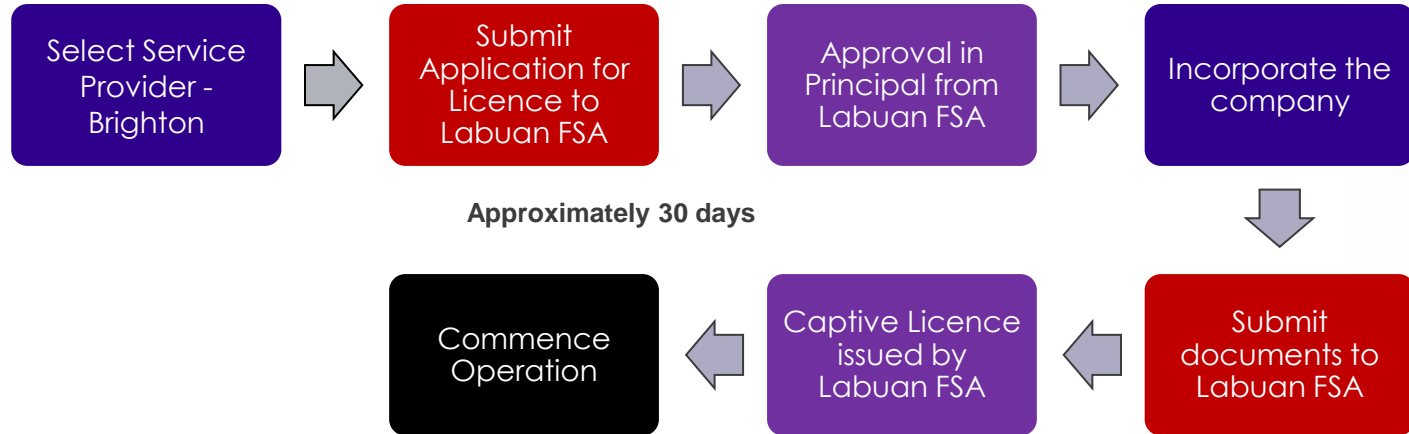 Select Service
Provider -
Brighton
Submit
Application for
Licence to
Labuan FSA
Approval in
Principal from
Labuan FSA
Incorporate the
company
Approximately 30 days
Submit
documents to
Labuan FSA
Captive Licence
issued by
Labuan FSA
Commence
Operation